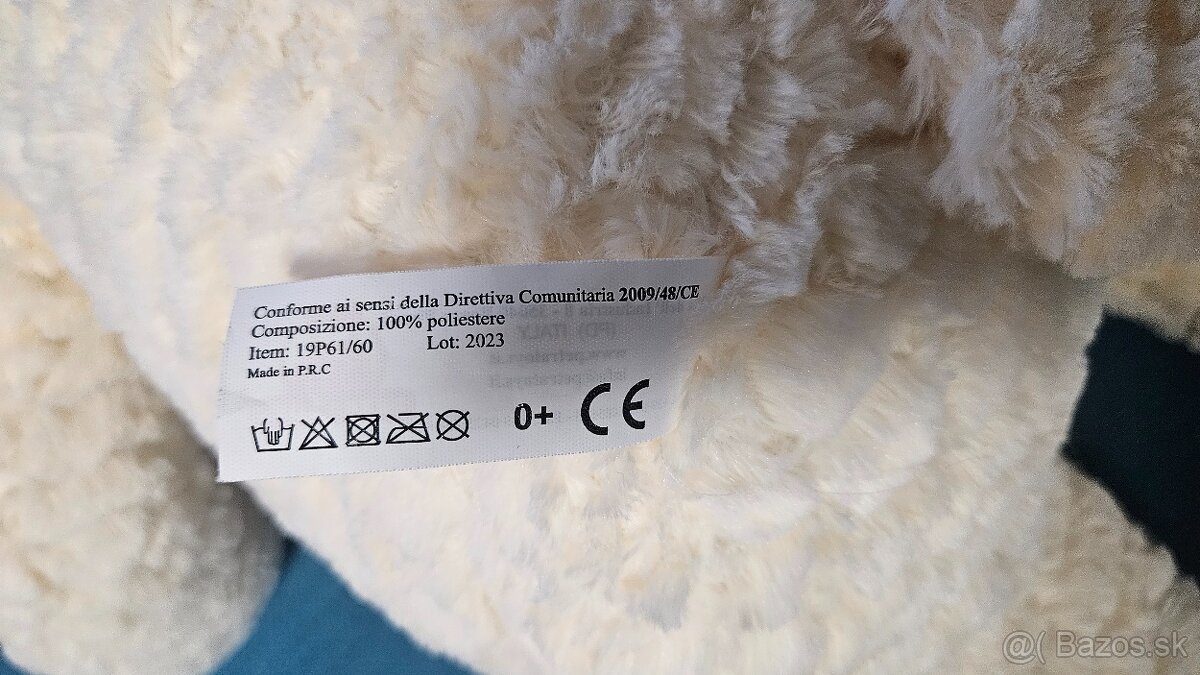 Conforme ai sensi della Direttiva Comunitaria 2009/48/CE
Composizione: 100% poliestere
Item: 19P61/60 Lot: 2023
Made in P.R.C
0+ CE
@( Bazos.sk